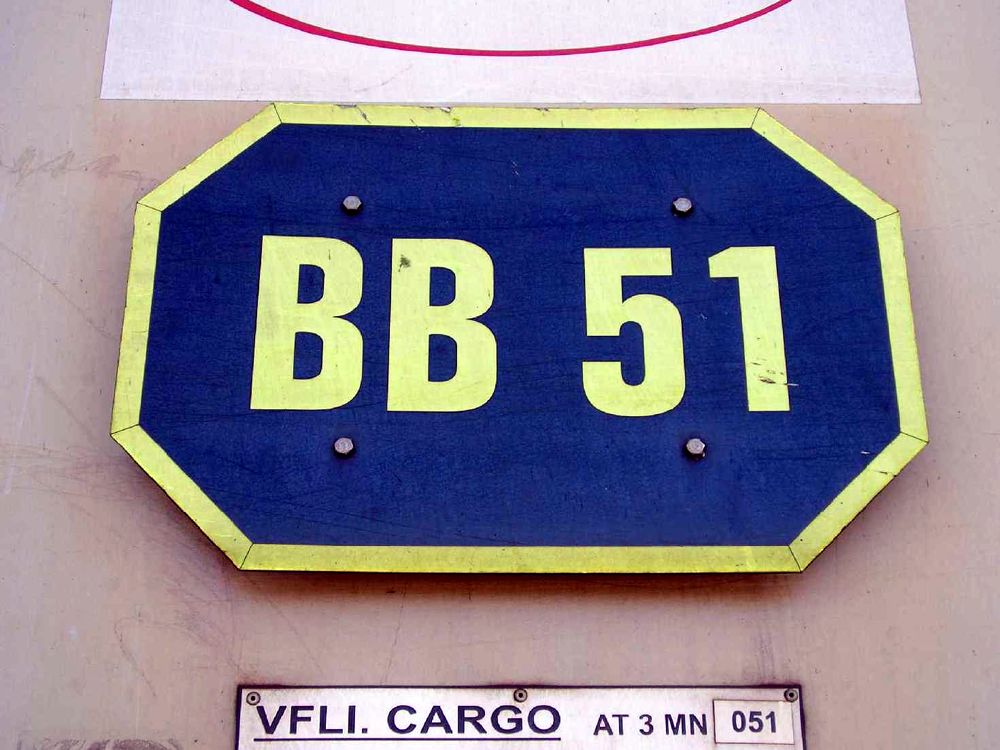 BB 51
VFLI. CARGO AT 3 MN 051